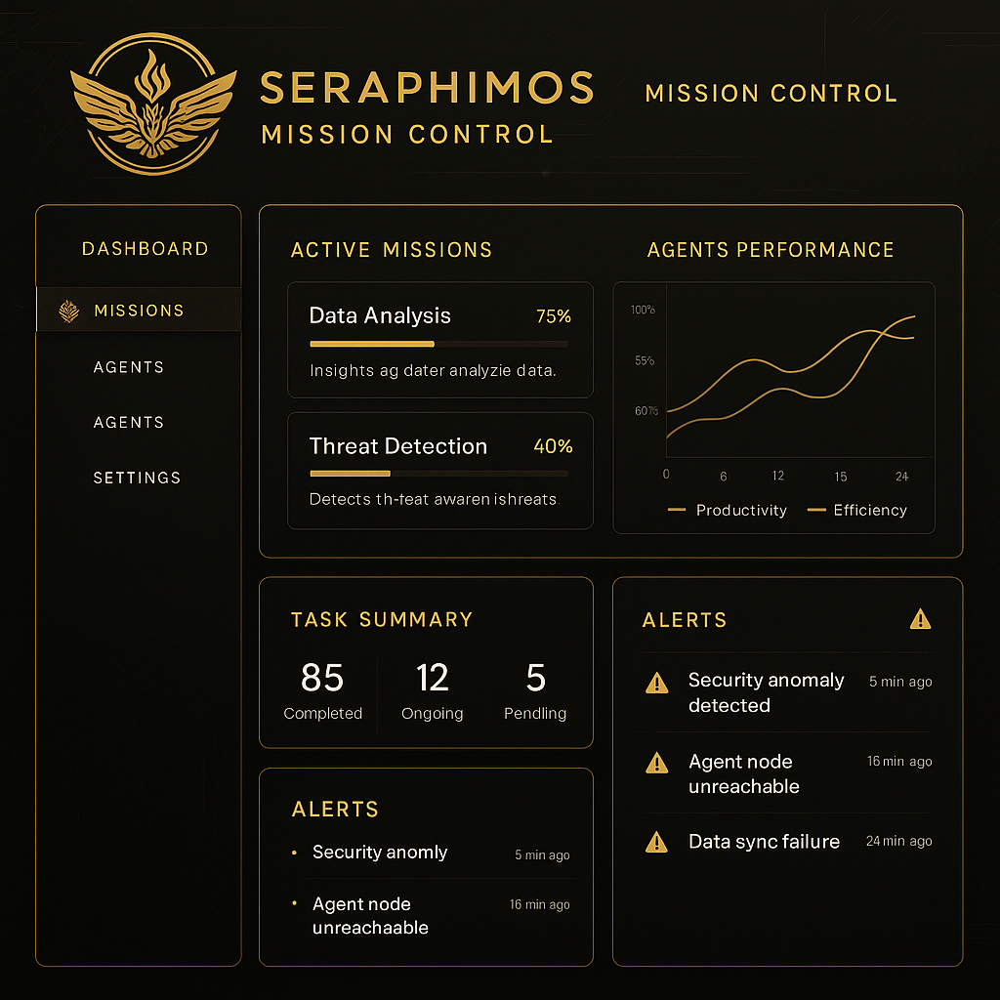 SERAPHIMOS
MISSION CONTROL
MISSION CONTROL
DASHBOARD
MISSIONS
AGENTS
AGENTS
SETTINGS
ACTIVE MISSIONS
Data Analysis 75%
Insights ag dater analyzie data.
Threat Detection 40%
Detects th-feat awaren ishreats.
AGENTS PERFORMANCE
100%
55%
6075
0 6 12 15 24
Productivity Efficiency
TASK SUMMARY
85 12 5
Completed Ongoing Pendling
ALERTS
Security anomly 5 min ago
Agent node 16 min ago
unreachaable
ALERTS
Security anomaly 5 min ago
detected
Agent node 16 min ago
unreachable
Data sync failure 24 min ago